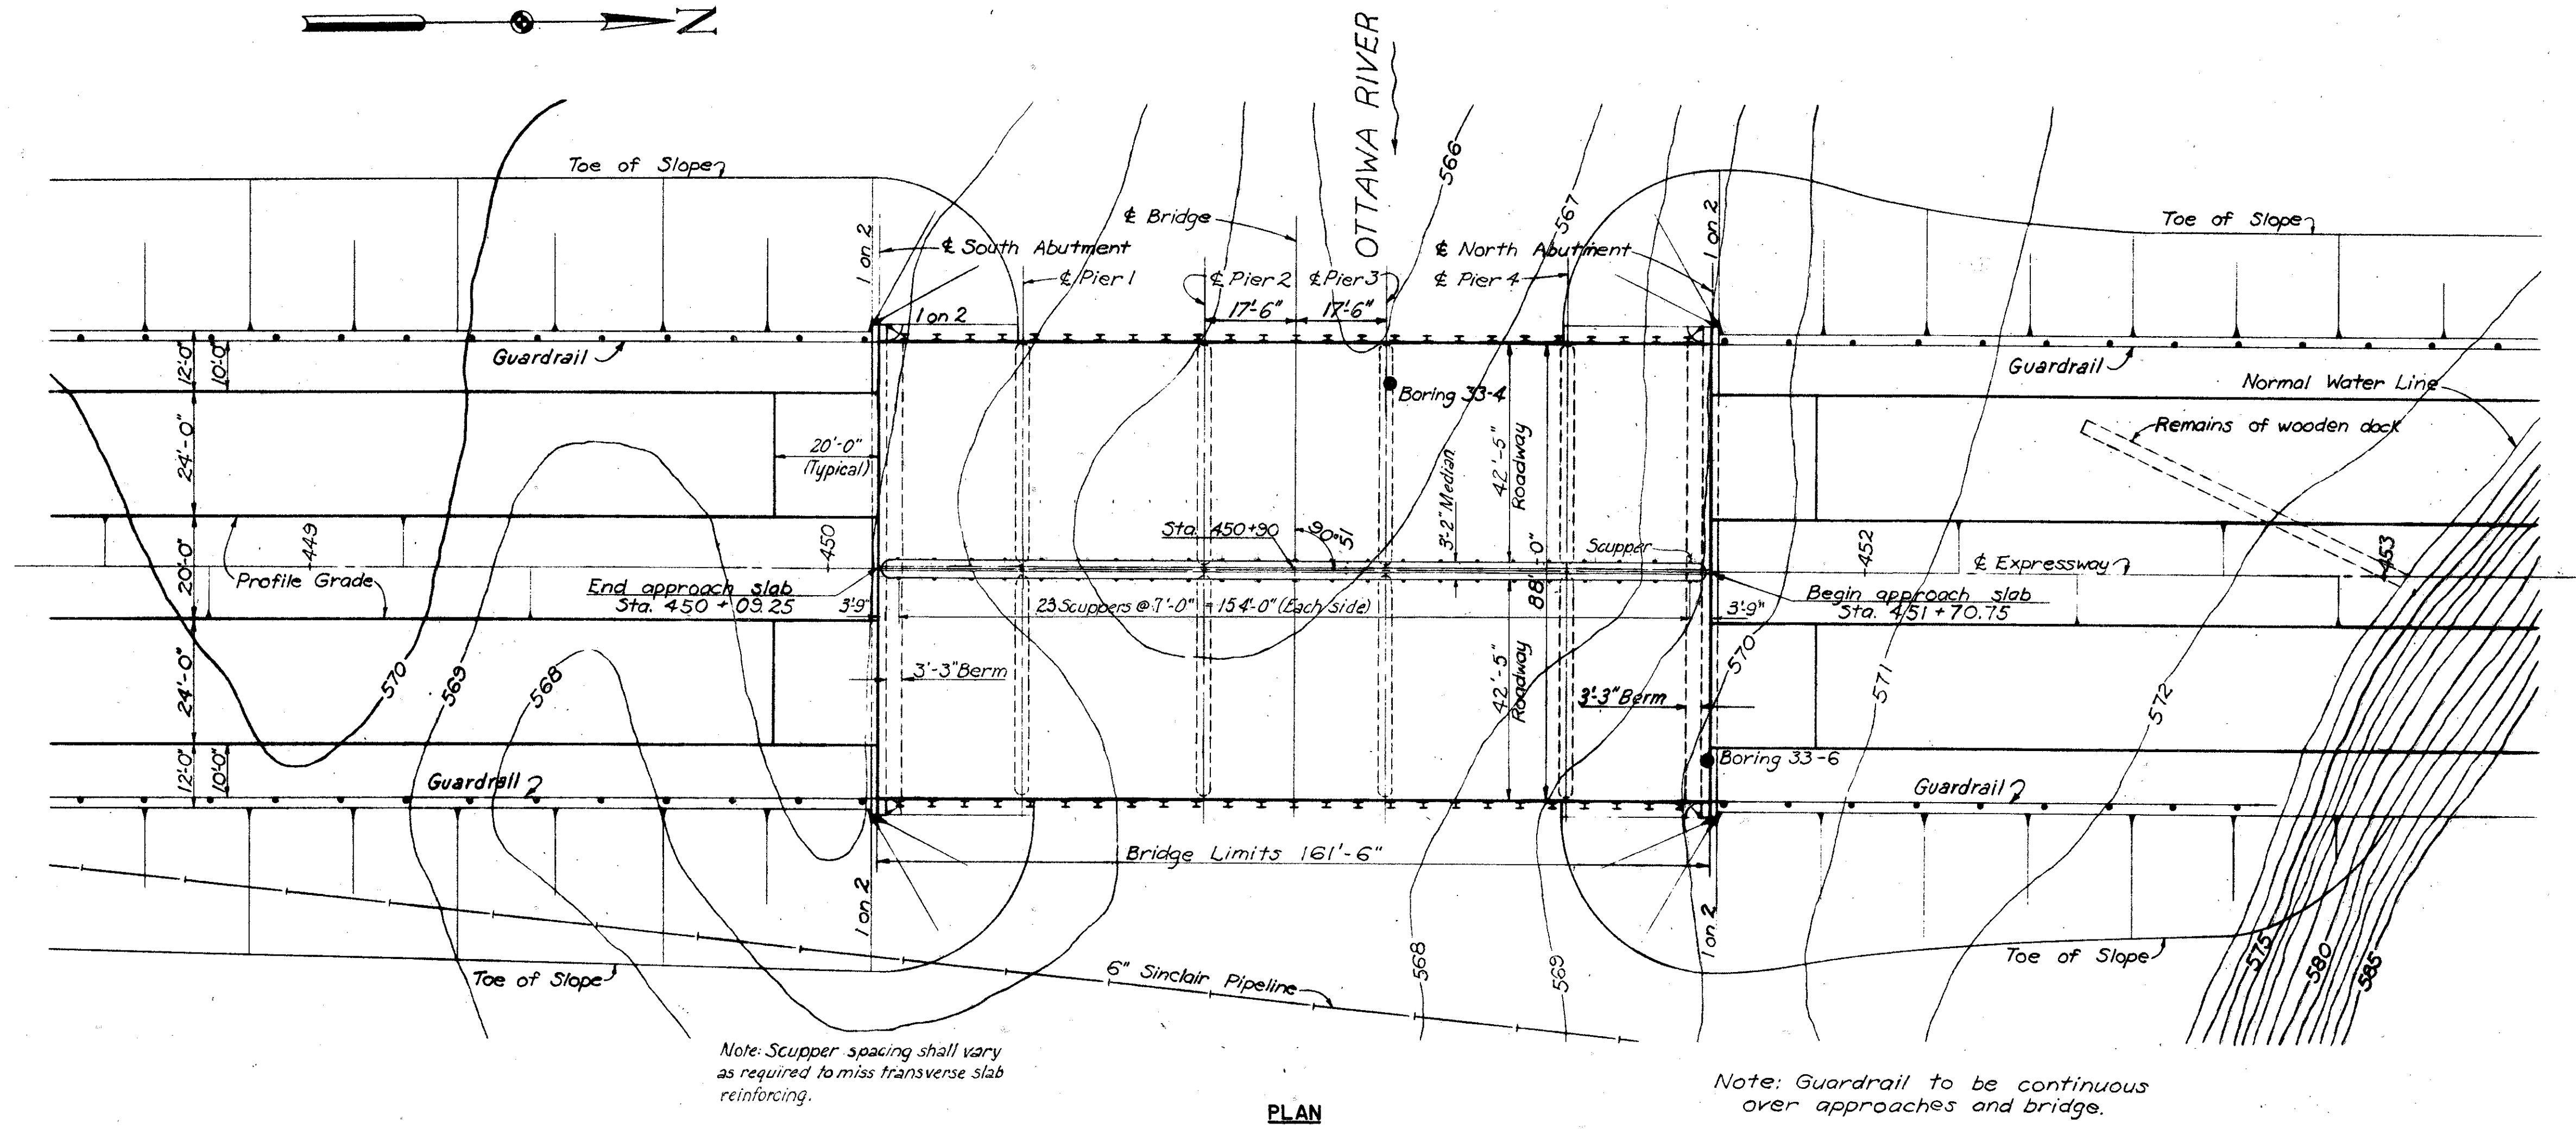 N
OTTAWA RIVER
566
567
Toe of Slope
Toe of Slope
1 on 2
1 on 2
℄ Bridge
℄ South Abutment
℄ North Abutment
℄ Pier 1
℄ Pier 2
℄ Pier 3
℄ Pier 4
17'-6"
17'-6"
1 on 2
Guardrail
Guardrail
12'-0"
10'-0"
Normal Water Line
Boring 33-4
Remains of wooden dock
24'-0"
20'-0"
(Typical)
3'-2" Median
42'-5"
Roadway
449
450
Sta. 450+90
90°51'
Scupper
452
453
℄ Expressway
20'-0"
Profile Grade
End approach slab
Sta. 450 + 09.25
3'-9"
23 Scuppers @ 7'-0" = 154'-0" (Each side)
88'-0"
3'-9"
Begin approach slab
Sta. 451 + 70.75
24'-0"
570
569
568
3'-3" Berm
42'-5"
Roadway
3'-3" Berm
570
571
572
Boring 33-6
12'-0"
10'-0"
Guardrail
Guardrail
Bridge Limits 161'-6"
1 on 2
1 on 2
Toe of Slope
6" Sinclair Pipeline
568
569
Toe of Slope
575
580
585
Note: Scupper spacing shall vary
as required to miss transverse slab
reinforcing.
Note: Guardrail to be continuous
over approaches and bridge.
PLAN